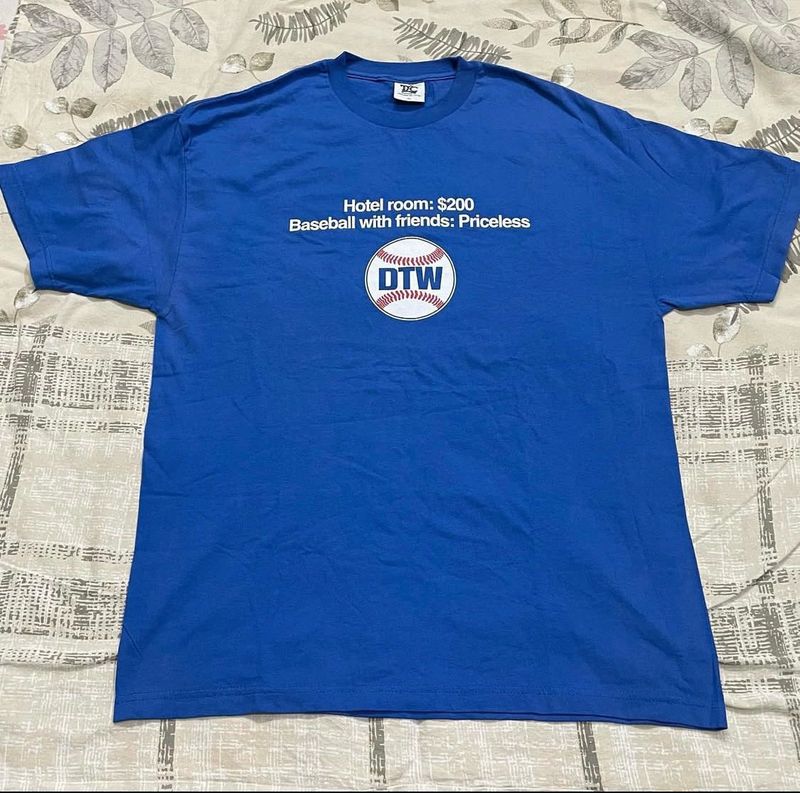 Hotel room: $200
Baseball with friends: Priceless
DTW